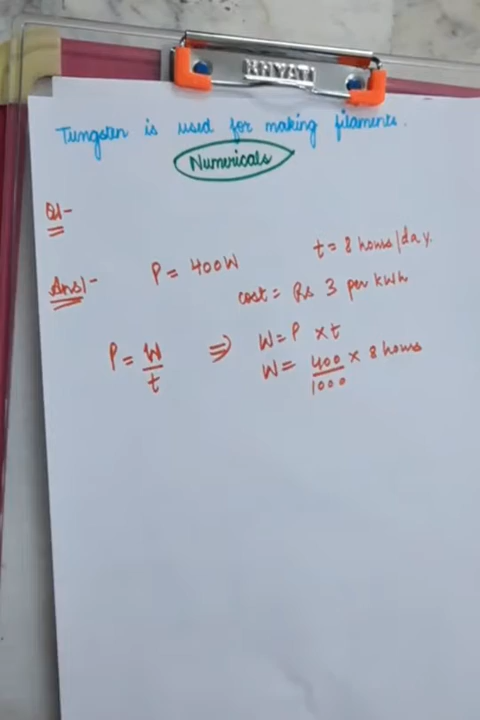 KHYATI
Tungsten is used for making filaments.
Numericals
Q1-
Ans)- P = 400W t = 8 hours/day.
cost = Rs 3 per kWh
P = W/t ⇒ W = P × t
W = 400/1000 × 8 hours